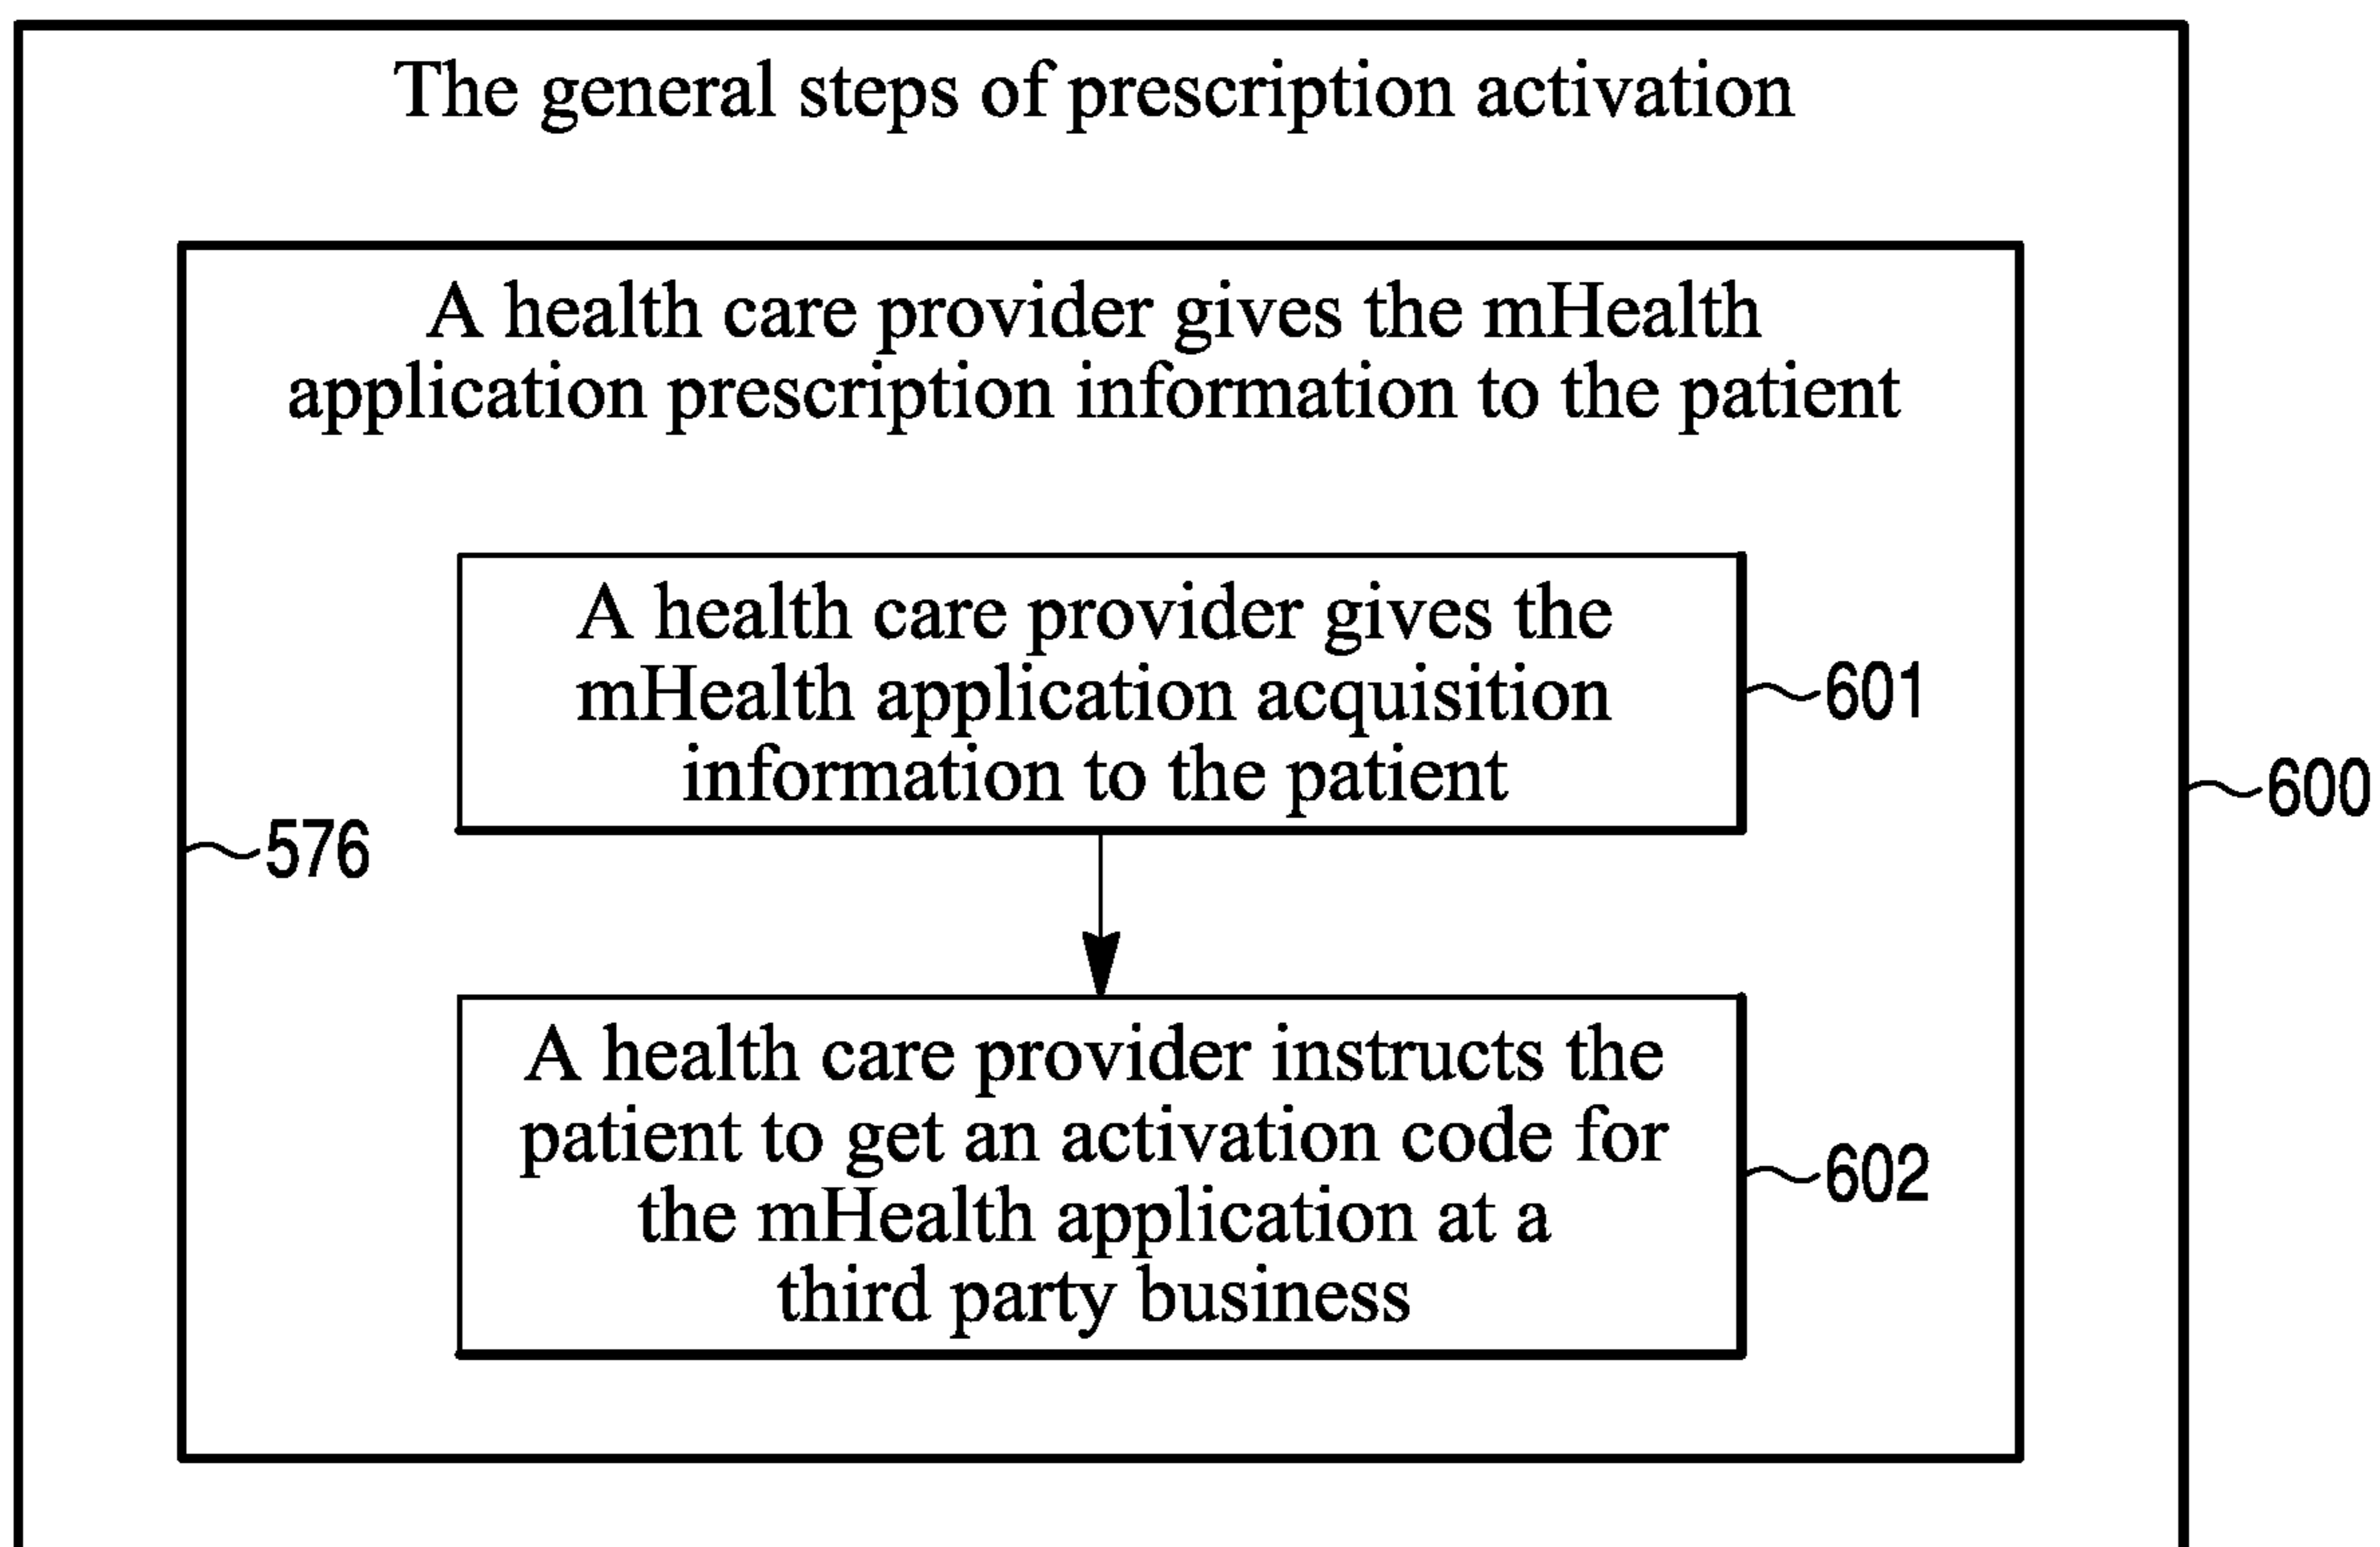 The general steps of prescription activation
A health care provider gives the mHealth
application prescription information to the patient
A health care provider gives the
mHealth application acquisition
information to the patient
601
600
576
A health care provider instructs the
patient to get an activation code for
the mHealth application at a
third party business
602